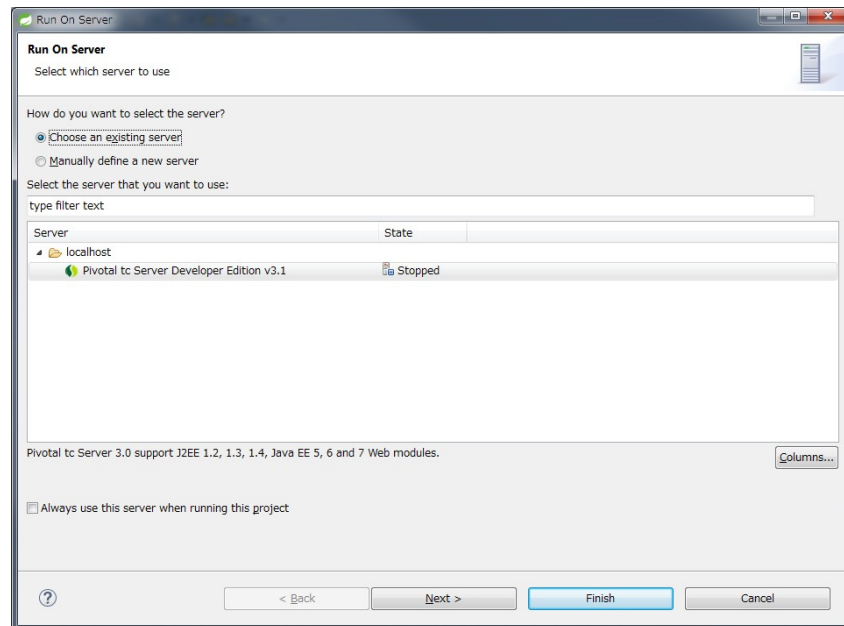 Run On Server
Run On Server
Select which server to use
How do you want to select the server?
Choose an existing server
Manually define a new server
Select the server that you want to use:
type filter text
Server State
localhost
Pivotal tc Server Developer Edition v3.1 Stopped
Pivotal tc Server 3.0 support J2EE 1.2, 1.3, 1.4, Java EE 5, 6 and 7 Web modules.
Columns...
Always use this server when running this project
? < Back Next > Finish Cancel